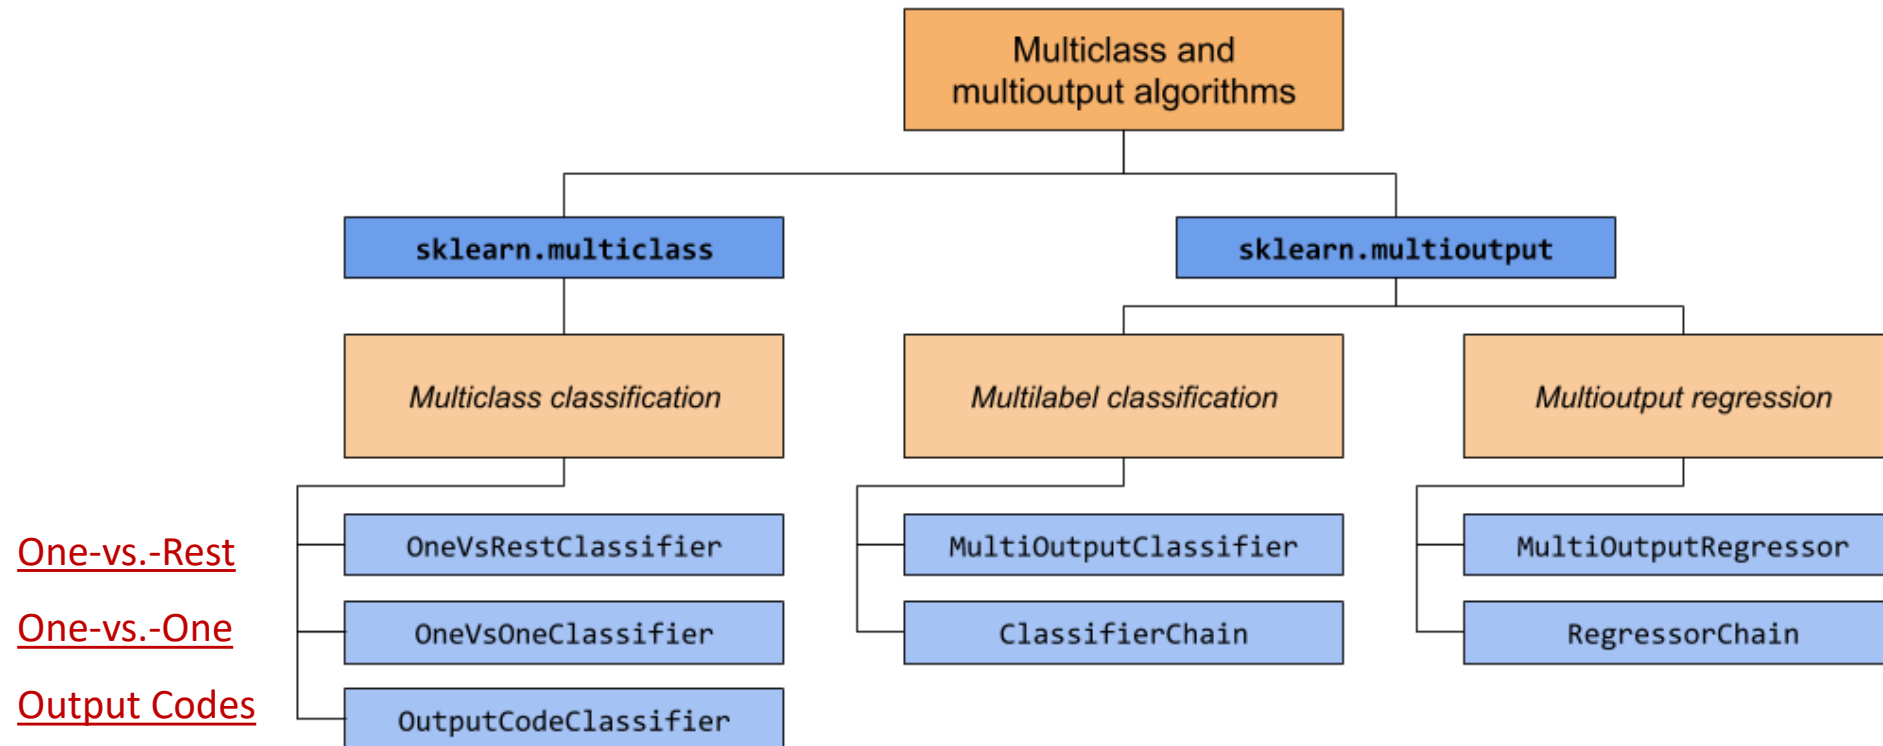 Multiclass and
multioutput algorithms
sklearn.multiclass
sklearn.multioutput
Multiclass classification
Multilabel classification
Multioutput regression
One-vs.-Rest
OneVsRestClassifier
MultiOutputClassifier
MultiOutputRegressor
One-vs.-One
OneVsOneClassifier
ClassifierChain
RegressorChain
Output Codes
OutputCodeClassifier